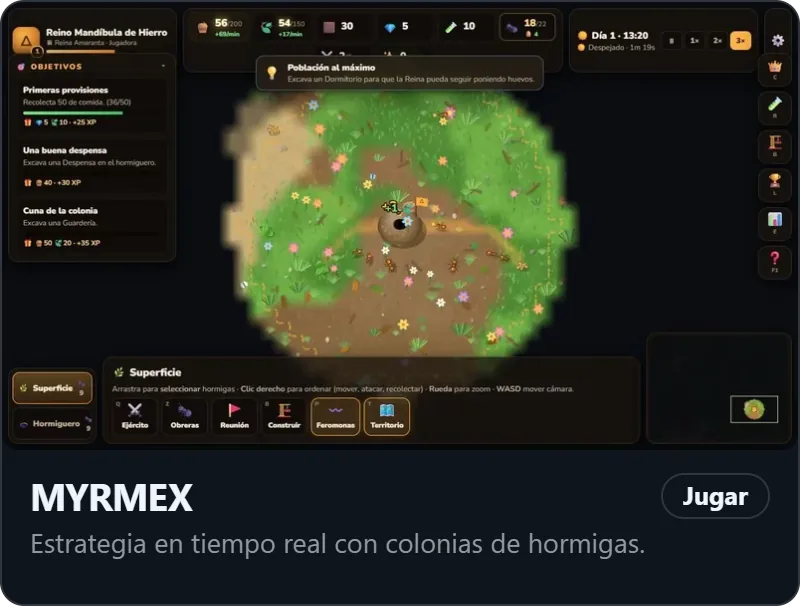 Reino Mandíbula de Hierro
Reina Amaranta · Jugadora
1
56/200
+69/min
54/150
+17/min
30
5
10
18/22
4
Día 1 · 13:20
Despejado · 1m 19s
1×
2×
3×
OBJETIVOS
Primeras provisiones
Recolecta 50 de comida. (36/50)
5 10 · +25 XP
Una buena despensa
Excava una Despensa en el hormiguero.
40 · +30 XP
Cuna de la colonia
Excava una Guardería.
50 20 · +35 XP
Población al máximo
Excava un Dormitorio para que la Reina pueda seguir poniendo huevos.
+1
C
L
F
F1
Superficie
9
Hormiguero
9
Superficie
Arrastra para seleccionar hormigas · Clic derecho para ordenar (mover, atacar, recolectar) · Rueda para zoom · WASD mover cámara.
Q
Ejército
Obreras
Reunión
Construir
Feromonas
Territorio
MYRMEX
Jugar
Estrategia en tiempo real con colonias de hormigas.